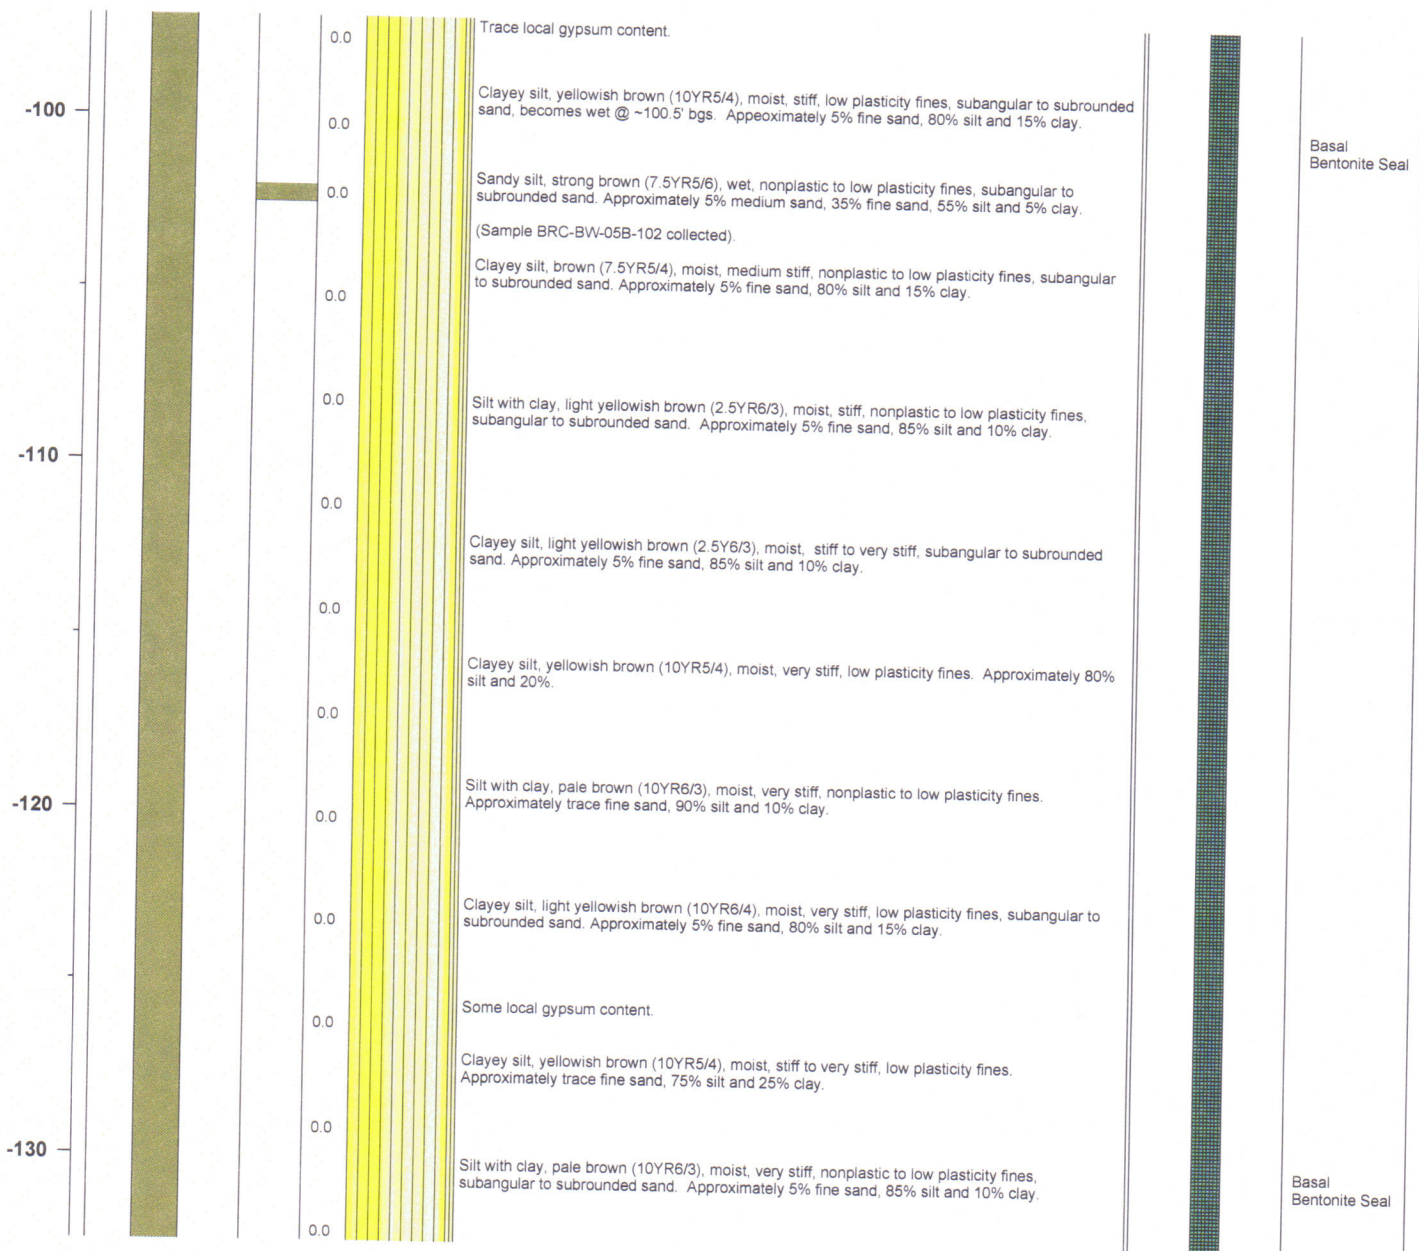 Trace local gypsum content.
0.0
Clayey silt, yellowish brown (10YR5/4), moist, stiff, low plasticity fines, subangular to subrounded
sand, becomes wet @ ~100.5' bgs. Appeoximately 5% fine sand, 80% silt and 15% clay.
-100
0.0
Basal
Bentonite Seal
Sandy silt, strong brown (7.5YR5/6), wet, nonplastic to low plasticity fines, subangular to
subrounded sand. Approximately 5% medium sand, 35% fine sand, 55% silt and 5% clay.
0.0
(Sample BRC-BW-05B-102 collected).
Clayey silt, brown (7.5YR5/4), moist, medium stiff, nonplastic to low plasticity fines, subangular
to subrounded sand. Approximately 5% fine sand, 80% silt and 15% clay.
0.0
0.0
Silt with clay, light yellowish brown (2.5YR6/3), moist, stiff, nonplastic to low plasticity fines,
subangular to subrounded sand. Approximately 5% fine sand, 85% silt and 10% clay.
-110
0.0
Clayey silt, light yellowish brown (2.5Y6/3), moist, stiff to very stiff, subangular to subrounded
sand. Approximately 5% fine sand, 85% silt and 10% clay.
0.0
Clayey silt, yellowish brown (10YR5/4), moist, very stiff, low plasticity fines. Approximately 80%
silt and 20%.
0.0
Silt with clay, pale brown (10YR6/3), moist, very stiff, nonplastic to low plasticity fines.
Approximately trace fine sand, 90% silt and 10% clay.
-120
0.0
Clayey silt, light yellowish brown (10YR6/4), moist, very stiff, low plasticity fines, subangular to
subrounded sand. Approximately 5% fine sand, 80% silt and 15% clay.
0.0
Some local gypsum content.
0.0
Clayey silt, yellowish brown (10YR5/4), moist, stiff to very stiff, low plasticity fines.
Approximately trace fine sand, 75% silt and 25% clay.
0.0
-130
Silt with clay, pale brown (10YR6/3), moist, very stiff, nonplastic to low plasticity fines,
subangular to subrounded sand. Approximately 5% fine sand, 85% silt and 10% clay.
Basal
Bentonite Seal
0.0